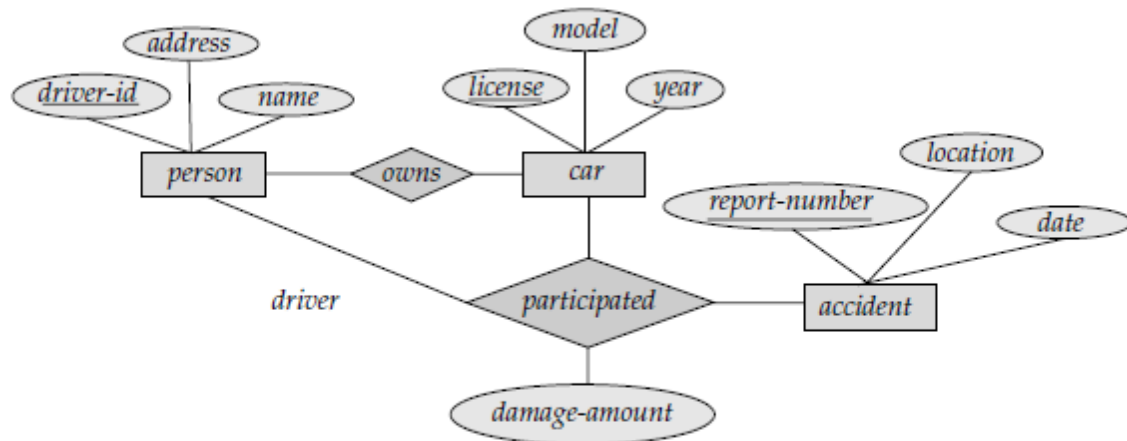 model
address
driver-id
name
license
year
location
person
owns
car
report-number
date
driver
participated
accident
damage-amount